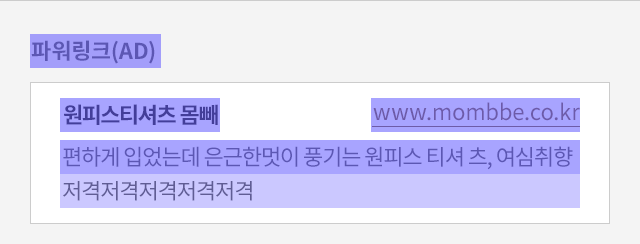 파워링크(AD)
원피스티셔츠 몸빼 www.mombbe.co.kr
편하게 입었는데 은근한멋이 풍기는 원피스 티셔 츠, 여심취향
저격저격저격저격저격